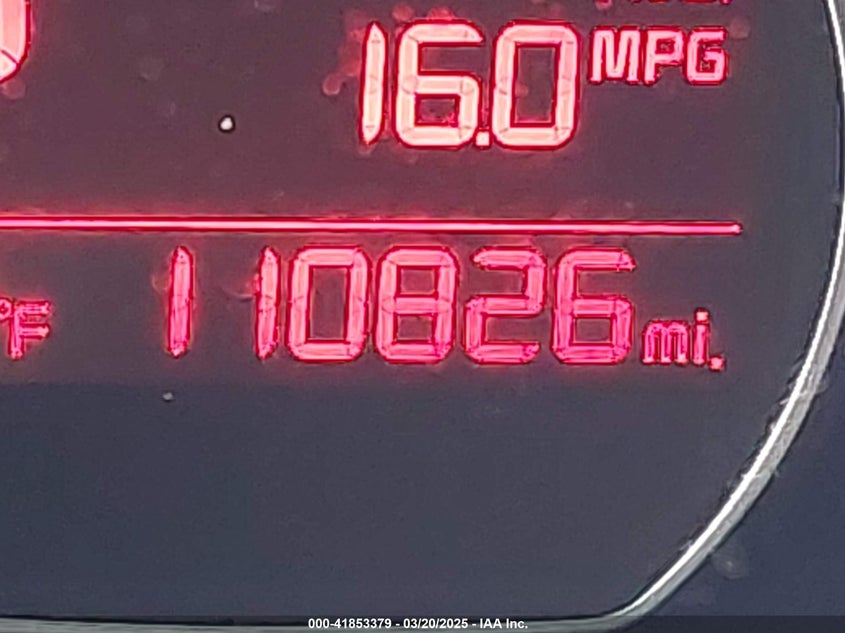 16.0 MPG
°F 110826 mi.
000-41853379 - 03/20/2025 - IAA Inc.